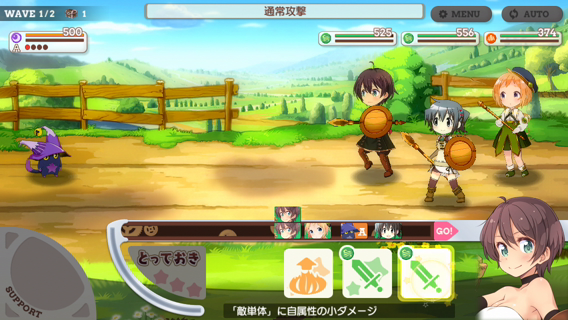 WAVE 1/2 1
通常攻撃
MENU
AUTO
500
A
525
556
374
GO!
とっておき
SUPPORT
「敵単体」に自属性の小ダメージ